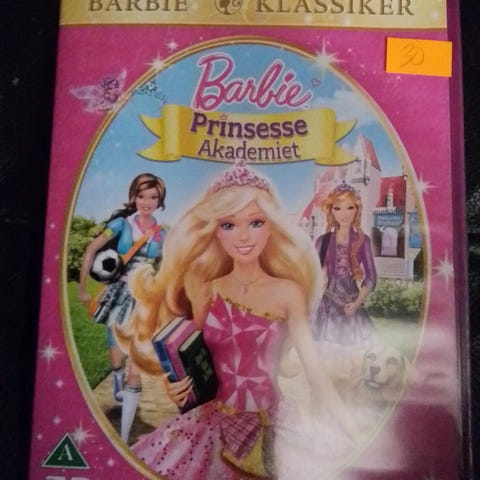 BARBIE KLASSIKER
30
Barbie
Prinsesse
Akademiet
A